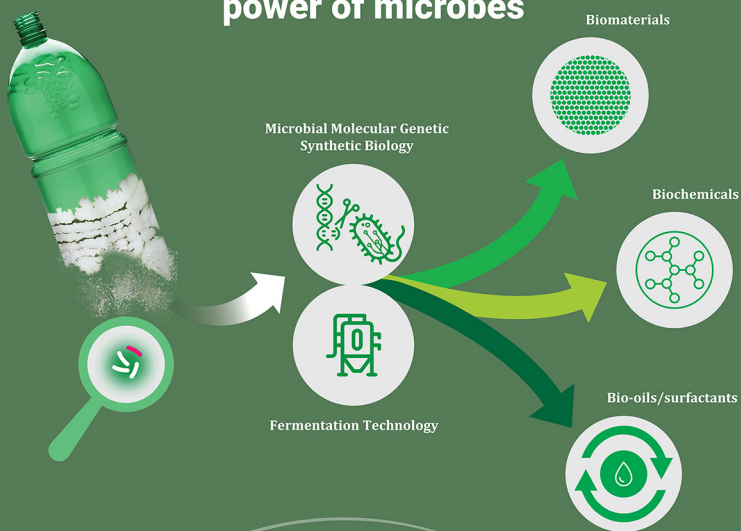 power of microbes
Biomaterials
Microbial Molecular Genetic
Synthetic Biology
Biochemicals
Bio-oils/surfactants
Fermentation Technology